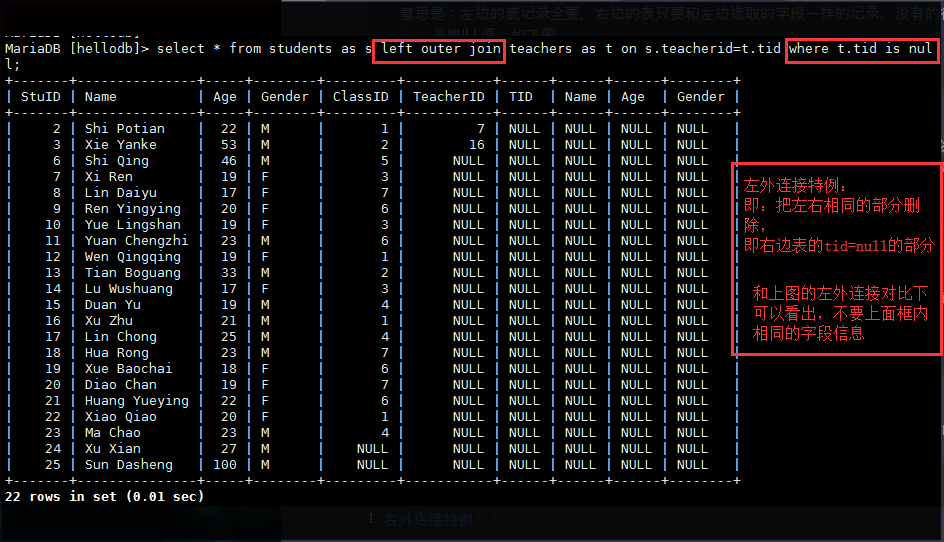 意思是：左边的表记录全要，右边的表只要和左边选取的字段一样的记录，没有的
MariaDB [hellodb]> select * from students as s left outer join teachers as t on s.teacherid=t.tid where t.tid is nul
l;
+-------+---------------+-----+--------+---------+-----------+------+------+------+--------+
| StuID | Name          | Age | Gender | ClassID | TeacherID | TID  | Name | Age  | Gender |
+-------+---------------+-----+--------+---------+-----------+------+------+------+--------+
|     2 | Shi Potian    |  22 | M      |       1 |         7 | NULL | NULL | NULL | NULL   |
|     3 | Xie Yanke     |  53 | M      |       2 |        16 | NULL | NULL | NULL | NULL   |
|     6 | Shi Qing      |  46 | M      |       5 |      NULL | NULL | NULL | NULL | NULL   |
|     7 | Xi Ren        |  19 | F      |       3 |      NULL | NULL | NULL | NULL | NULL   |
|     8 | Lin Daiyu     |  17 | F      |       7 |      NULL | NULL | NULL | NULL | NULL   |
|     9 | Ren Yingying  |  20 | F      |       6 |      NULL | NULL | NULL | NULL | NULL   |
|    10 | Yue Lingshan  |  19 | F      |       3 |      NULL | NULL | NULL | NULL | NULL   |
|    11 | Yuan Chengzhi |  23 | M      |       6 |      NULL | NULL | NULL | NULL | NULL   |
|    12 | Wen Qingqing  |  19 | F      |       1 |      NULL | NULL | NULL | NULL | NULL   |
|    13 | Tian Boguang  |  33 | M      |       2 |      NULL | NULL | NULL | NULL | NULL   |
|    14 | Lu Wushuang   |  17 | F      |       3 |      NULL | NULL | NULL | NULL | NULL   |
|    15 | Duan Yu       |  19 | M      |       4 |      NULL | NULL | NULL | NULL | NULL   |
|    16 | Xu Zhu        |  21 | M      |       1 |      NULL | NULL | NULL | NULL | NULL   |
|    17 | Lin Chong     |  25 | M      |       4 |      NULL | NULL | NULL | NULL | NULL   |
|    18 | Hua Rong      |  23 | M      |       7 |      NULL | NULL | NULL | NULL | NULL   |
|    19 | Xue Baochai   |  18 | F      |       6 |      NULL | NULL | NULL | NULL | NULL   |
|    20 | Diao Chan     |  19 | F      |       7 |      NULL | NULL | NULL | NULL | NULL   |
|    21 | Huang Yueying |  22 | F      |       6 |      NULL | NULL | NULL | NULL | NULL   |
|    22 | Xiao Qiao     |  20 | F      |       1 |      NULL | NULL | NULL | NULL | NULL   |
|    23 | Ma Chao       |  23 | M      |       4 |      NULL | NULL | NULL | NULL | NULL   |
|    24 | Xu Xian       |  27 | M      |    NULL |      NULL | NULL | NULL | NULL | NULL   |
|    25 | Sun Dasheng   | 100 | M      |    NULL |      NULL | NULL | NULL | NULL | NULL   |
+-------+---------------+-----+--------+---------+-----------+------+------+------+--------+
22 rows in set (0.01 sec)
左外连接特例：
即：把左右相同的部分删
除，
即右边表的tid=null的部分
和上图的左外连接对比下
可以看出，不要上面框内
相同的字段信息
! 右外连接特例